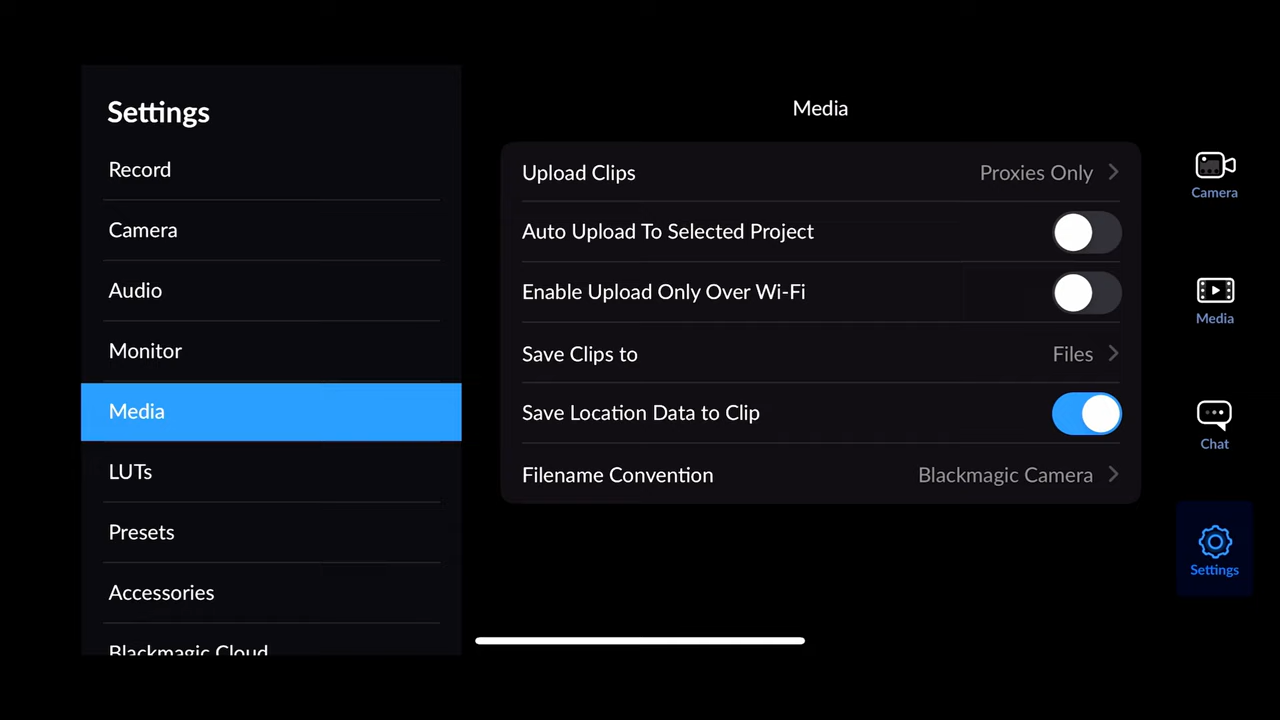 Settings
Record
Camera
Audio
Monitor
Media
LUTs
Presets
Accessories
Blackmagic Cloud
Media
Upload Clips Proxies Only
Auto Upload To Selected Project
Enable Upload Only Over Wi-Fi
Save Clips to Files
Save Location Data to Clip
Filename Convention Blackmagic Camera
Camera
Media
Chat
Settings